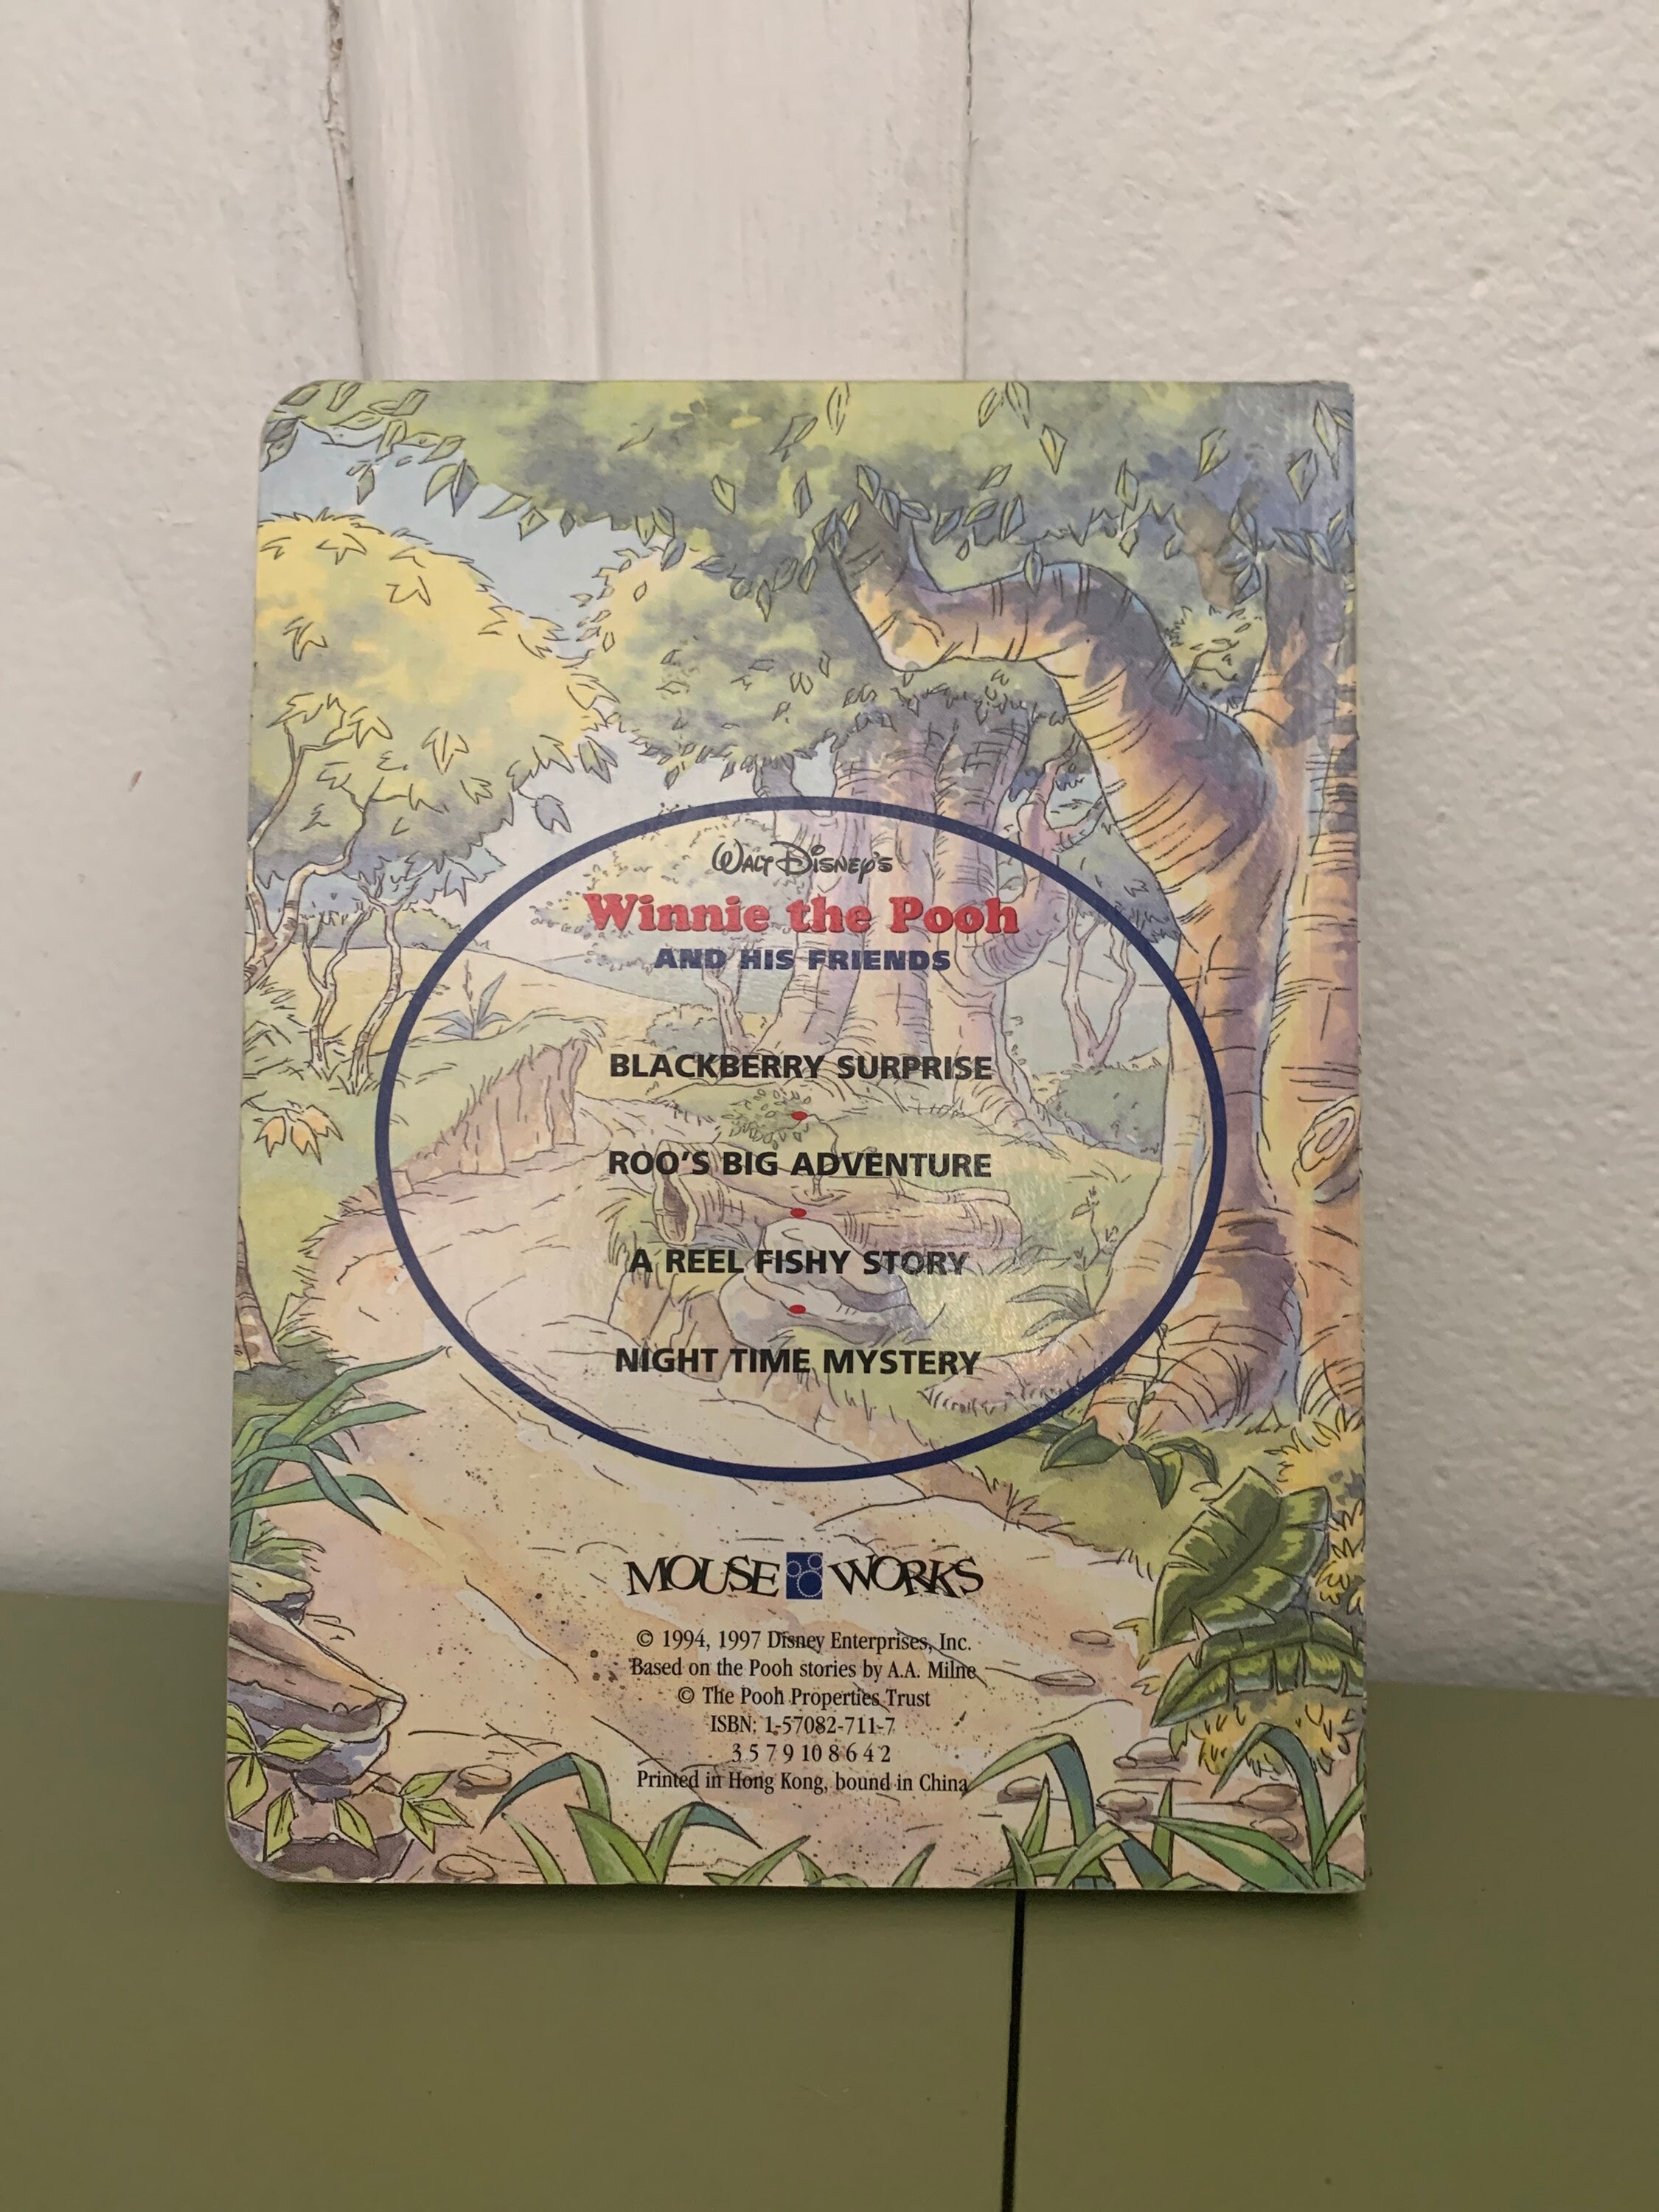 WALT DISNEY'S
Winnie the Pooh
AND HIS FRIENDS
BLACKBERRY SURPRISE
ROO'S BIG ADVENTURE
A REEL FISHY STORY
NIGHT TIME MYSTERY
MOUSE WORKS
© 1994, 1997 Disney Enterprises, Inc.
Based on the Pooh stories by A.A. Milne
© The Pooh Properties Trust
ISBN: 1-57082-711-7
3 5 7 9 10 8 6 4 2
Printed in Hong Kong, bound in China